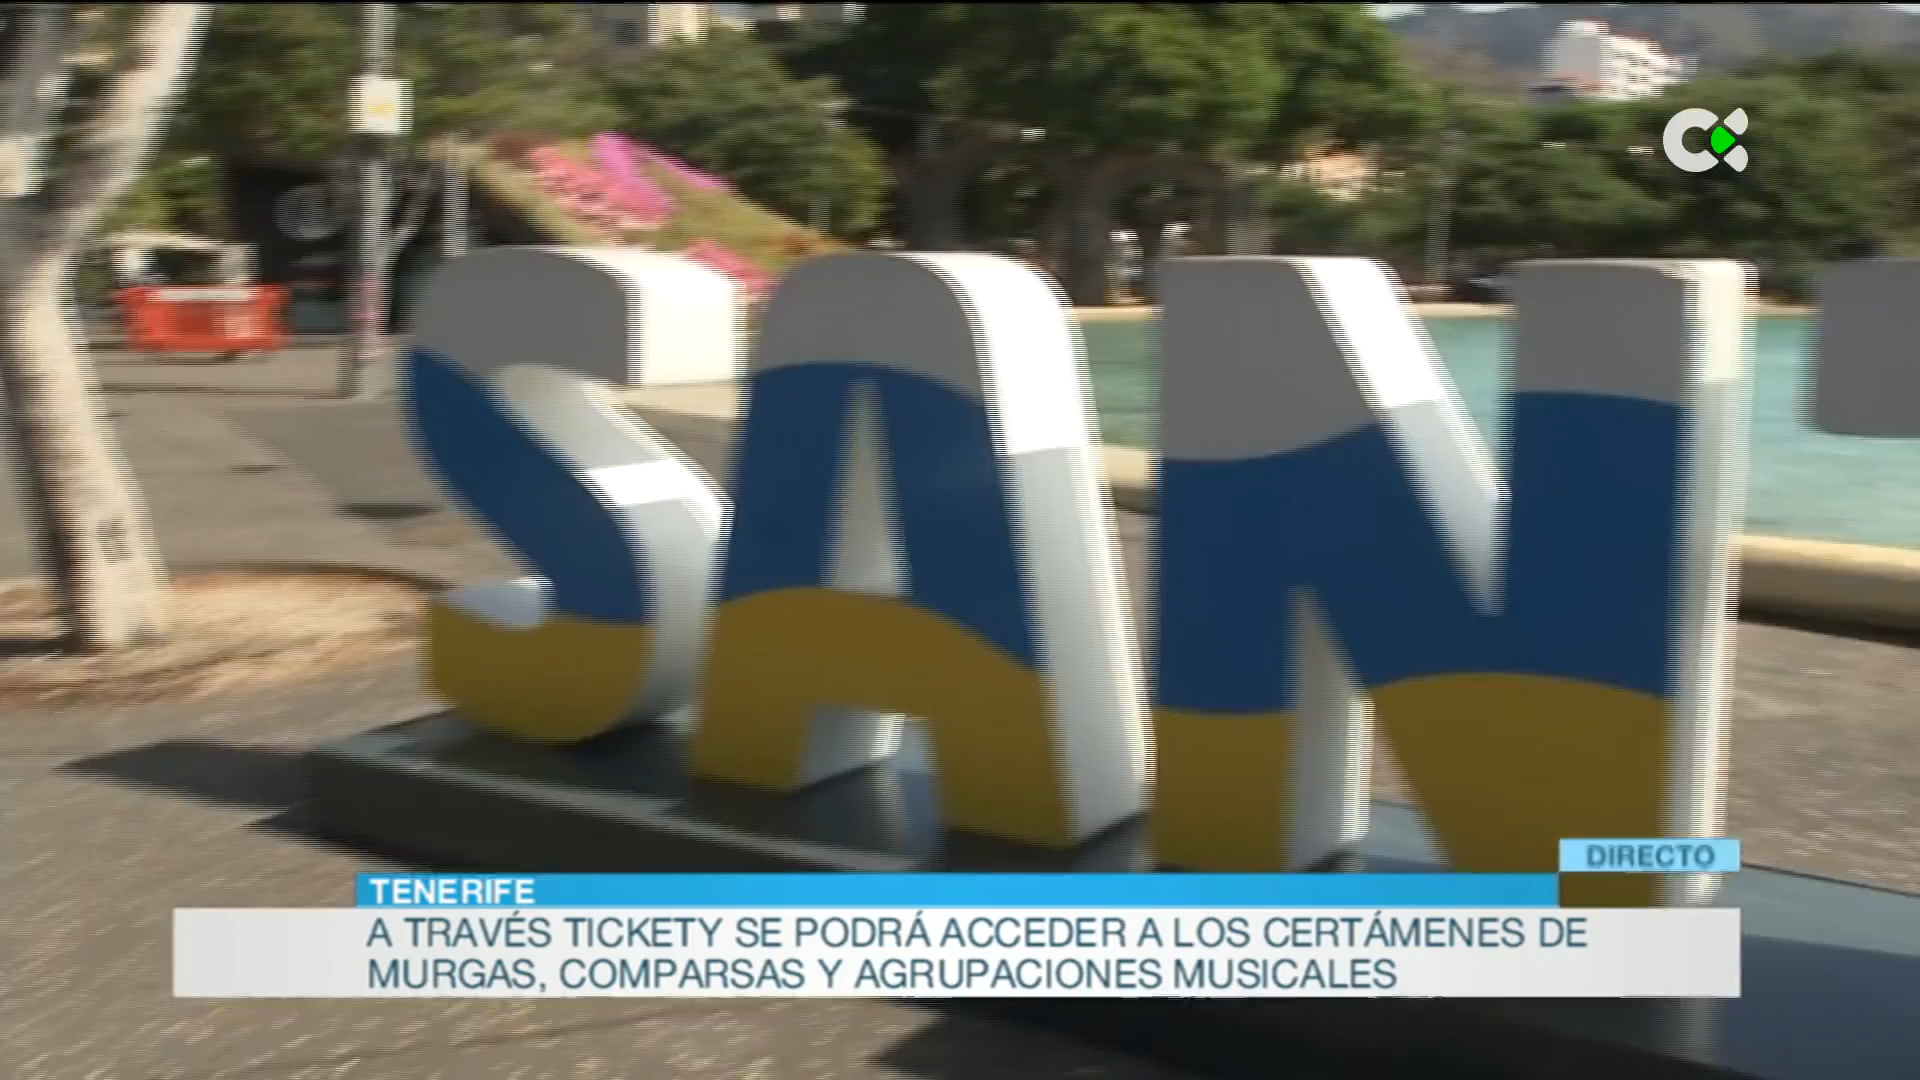 SAN
DIRECTO
TENERIFE
A TRAVÉS TICKETY SE PODRÁ ACCEDER A LOS CERTÁMENES DE
MURGAS, COMPARSAS Y AGRUPACIONES MUSICALES